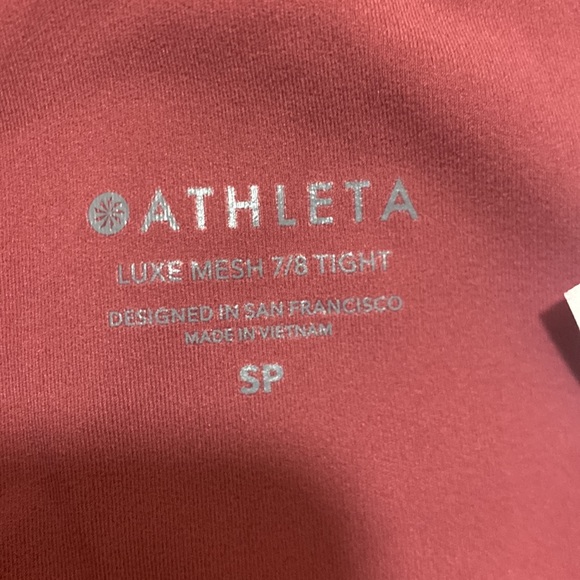 ATHLETA
LUXE MESH 7/8 TIGHT
DESIGNED IN SAN FRANCISCO
MADE IN VIETNAM
SP